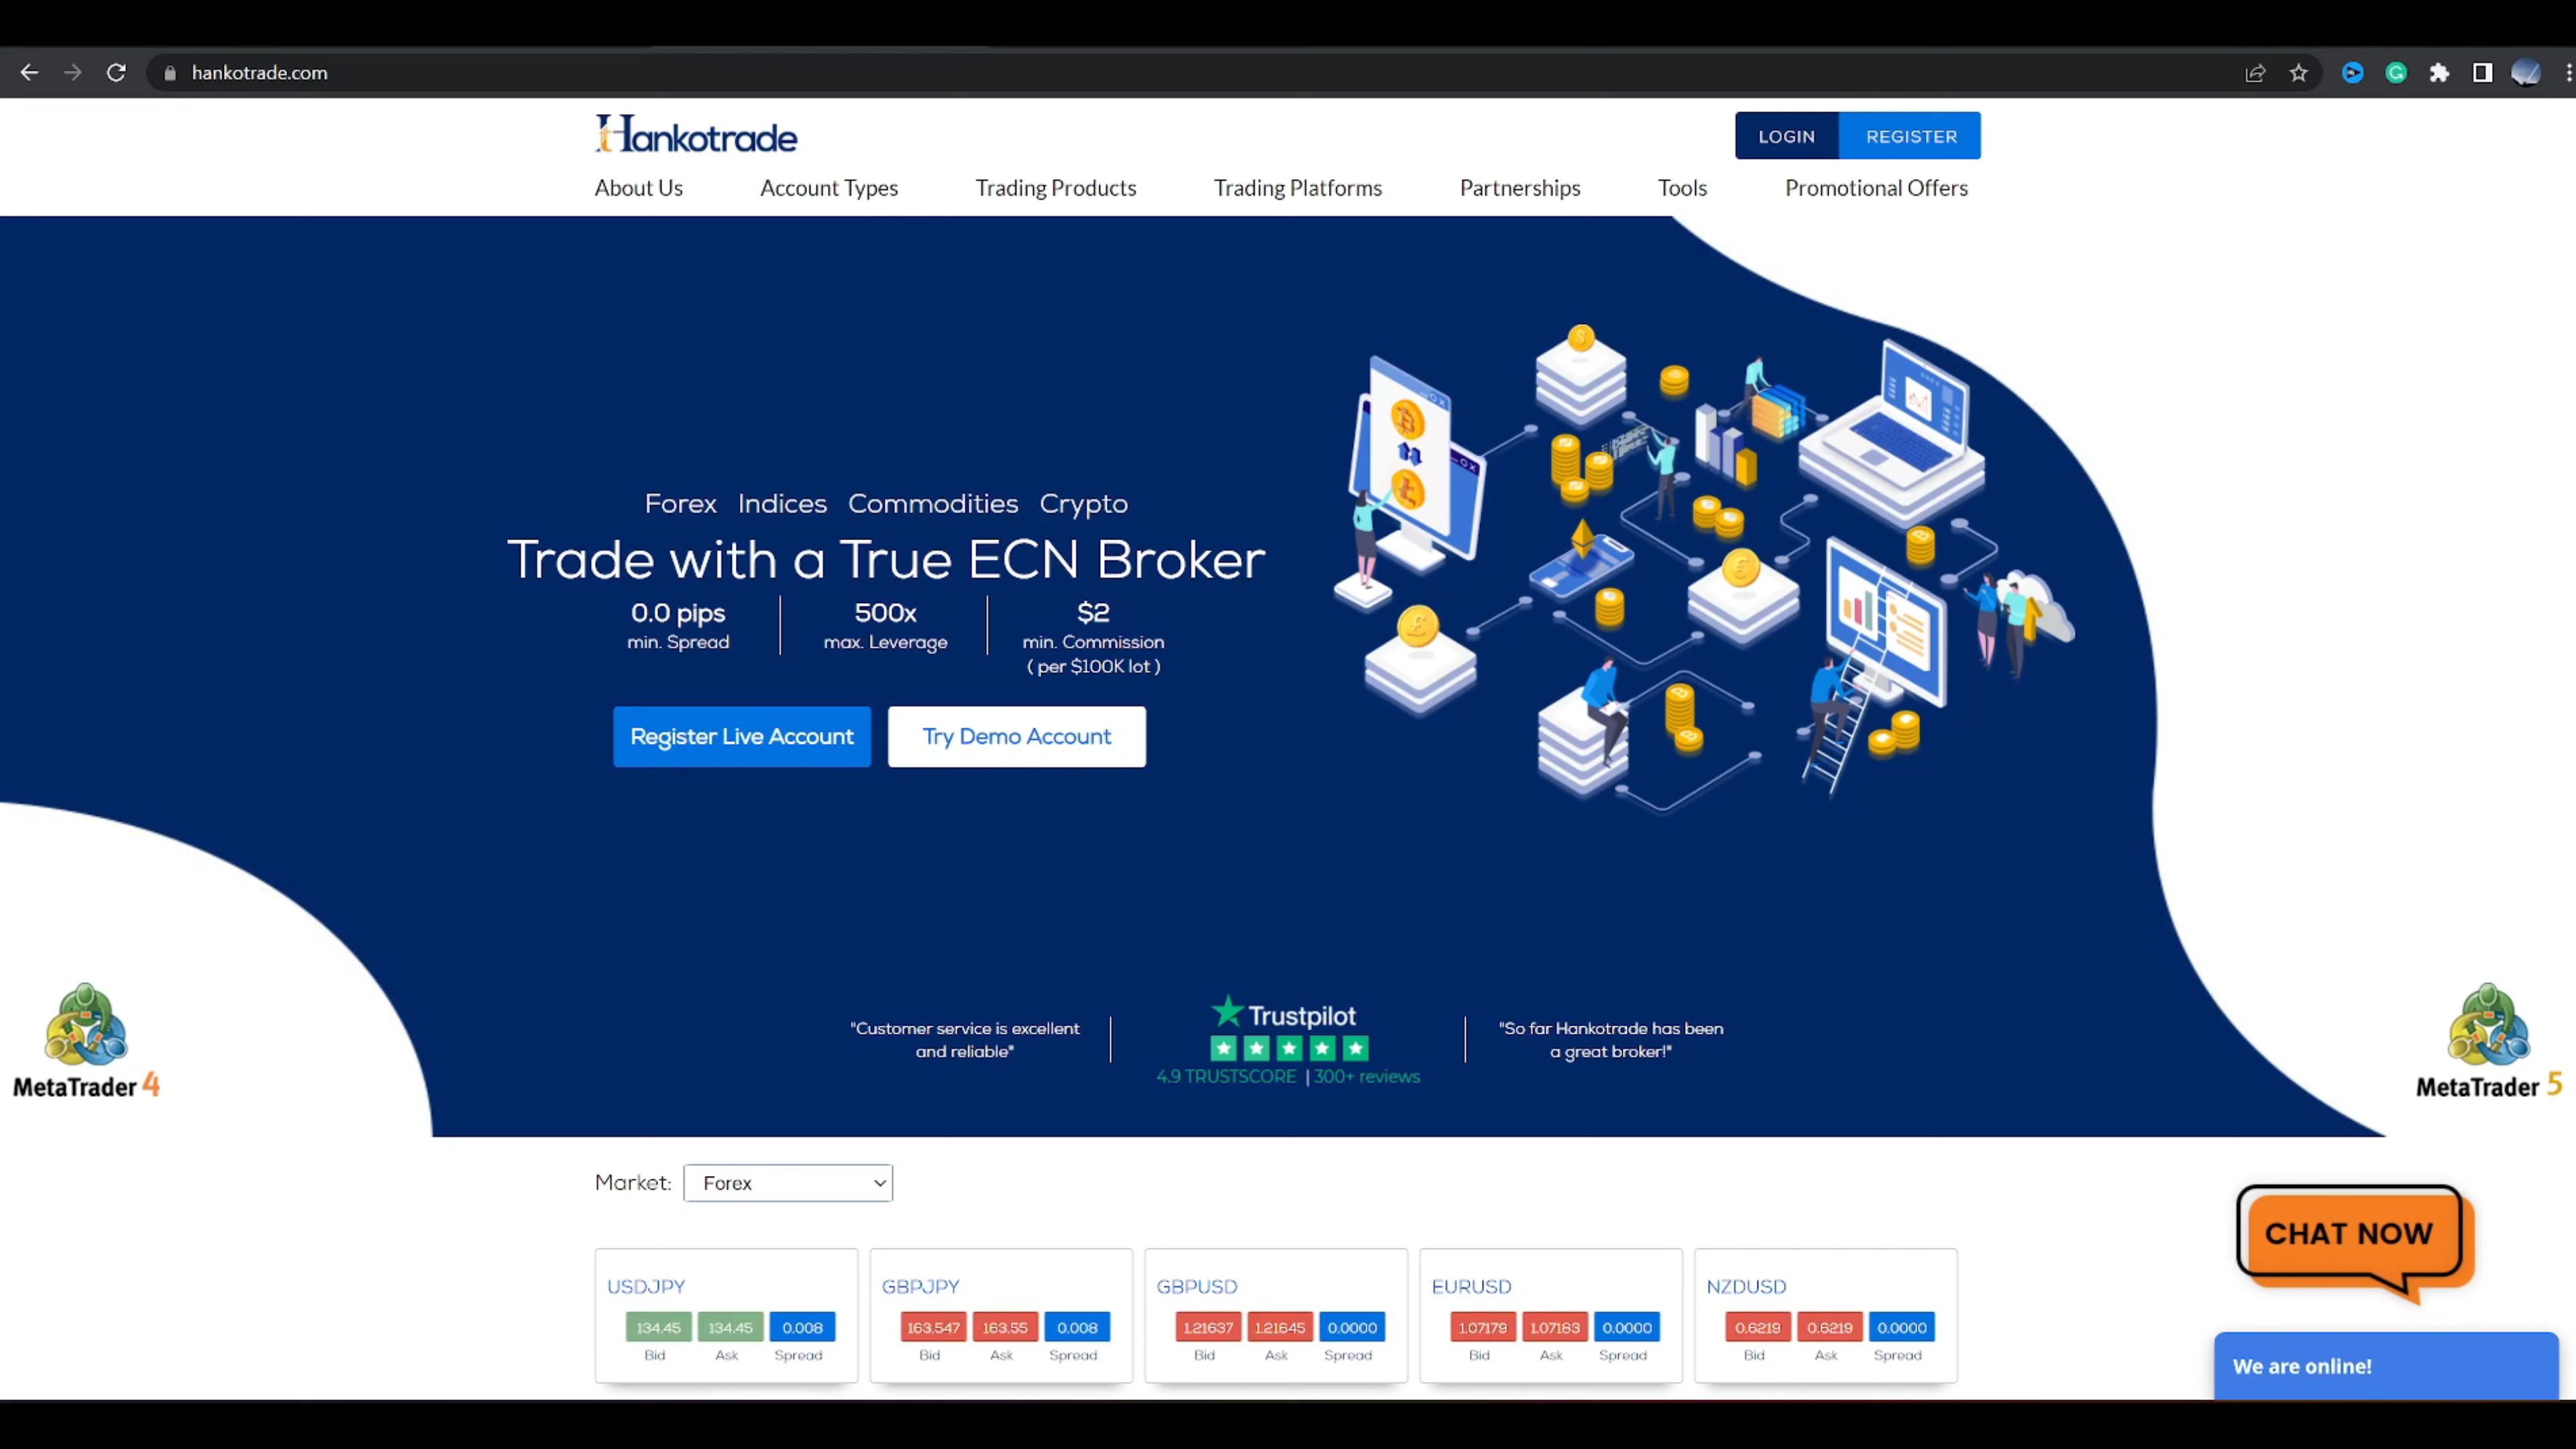 hankotrade.com
Hankotrade
LOGIN REGISTER
About Us Account Types Trading Products Trading Platforms Partnerships Tools Promotional Offers
Forex Indices Commodities Crypto
Trade with a True ECN Broker
0.0 pips 500x $2
min. Spread max. Leverage min. Commission
( per $100K lot )
Register Live Account Try Demo Account
"Customer service is excellent
and reliable"
Trustpilot
4.9 TRUSTSCORE | 300+ reviews
"So far Hankotrade has been
a great broker!"
MetaTrader 4
MetaTrader 5
Market: Forex
CHAT NOW
USDJPY GBPJPY GBPUSD EURUSD NZDUSD
134.45 134.45 0.008 163.547 163.55 0.008 1.21637 1.21645 0.0000 1.07179 1.07183 0.0000 0.6219 0.6219 0.0000
Bid Ask Spread Bid Ask Spread Bid Ask Spread Bid Ask Spread Bid Ask Spread
We are online!